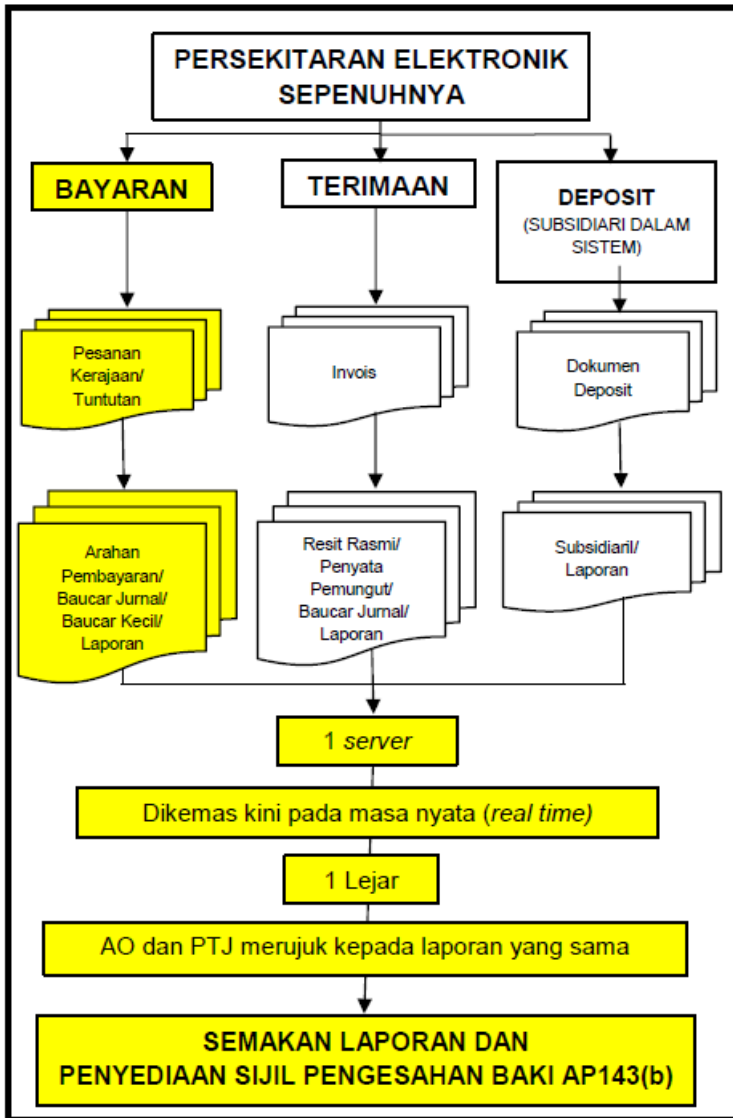 PERSEKITARAN ELEKTRONIK
SEPENUHNYA
BAYARAN
TERIMAAN
DEPOSIT
(SUBSIDIARI DALAM
SISTEM)
Pesanan
Kerajaan/
Tuntutan
Invois
Dokumen
Deposit
Arahan
Pembayaran/
Baucar Jurnal/
Baucar Kecil/
Laporan
Resit Rasmi/
Penyata
Pemungut/
Baucar Jurnal/
Laporan
Subsidiaril/
Laporan
1 server
Dikemas kini pada masa nyata (real time)
1 Lejar
AO dan PTJ merujuk kepada laporan yang sama
SEMAKAN LAPORAN DAN
PENYEDIAAN SIJIL PENGESAHAN BAKI AP143(b)